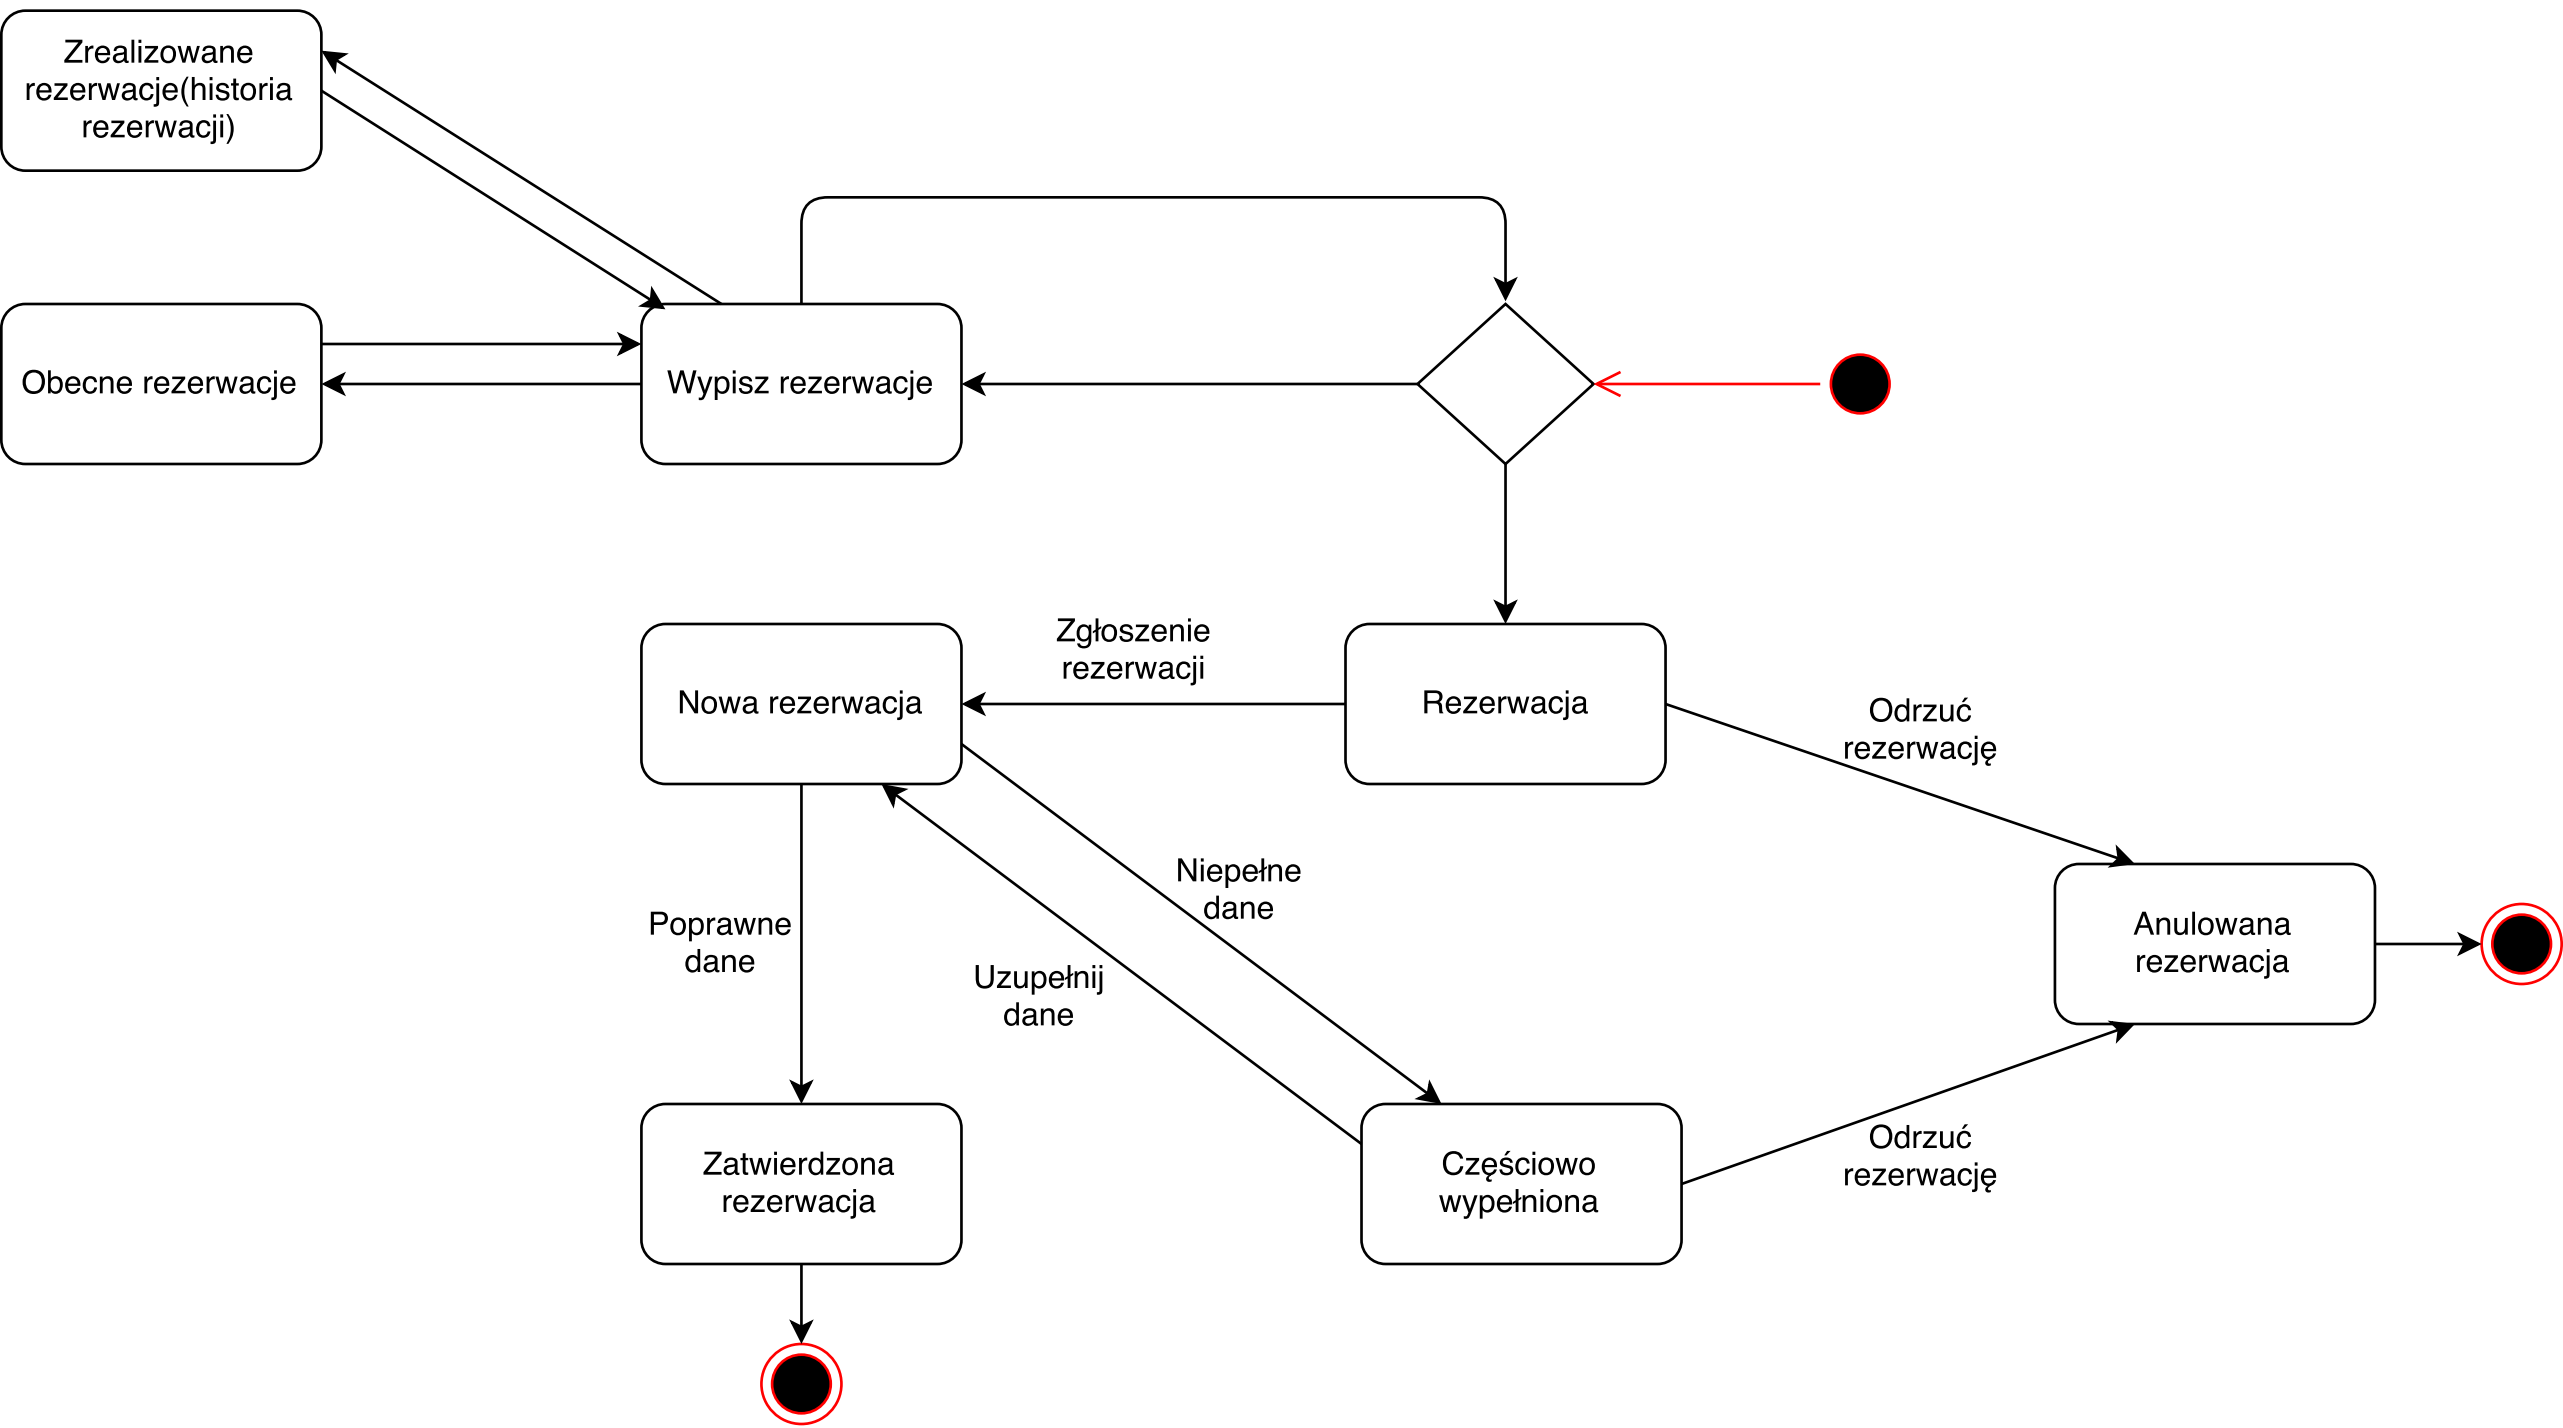 Zrealizowane
rezerwacje(historia
rezerwacji)
Obecne rezerwacje
Wypisz rezerwacje
Zgłoszenie
rezerwacji
Nowa rezerwacja
Rezerwacja
Odrzuć
rezerwację
Niepełne
dane
Poprawne
dane
Uzupełnij
dane
Anulowana
rezerwacja
Zatwierdzona
rezerwacja
Częściowo
wypełniona
Odrzuć
rezerwację